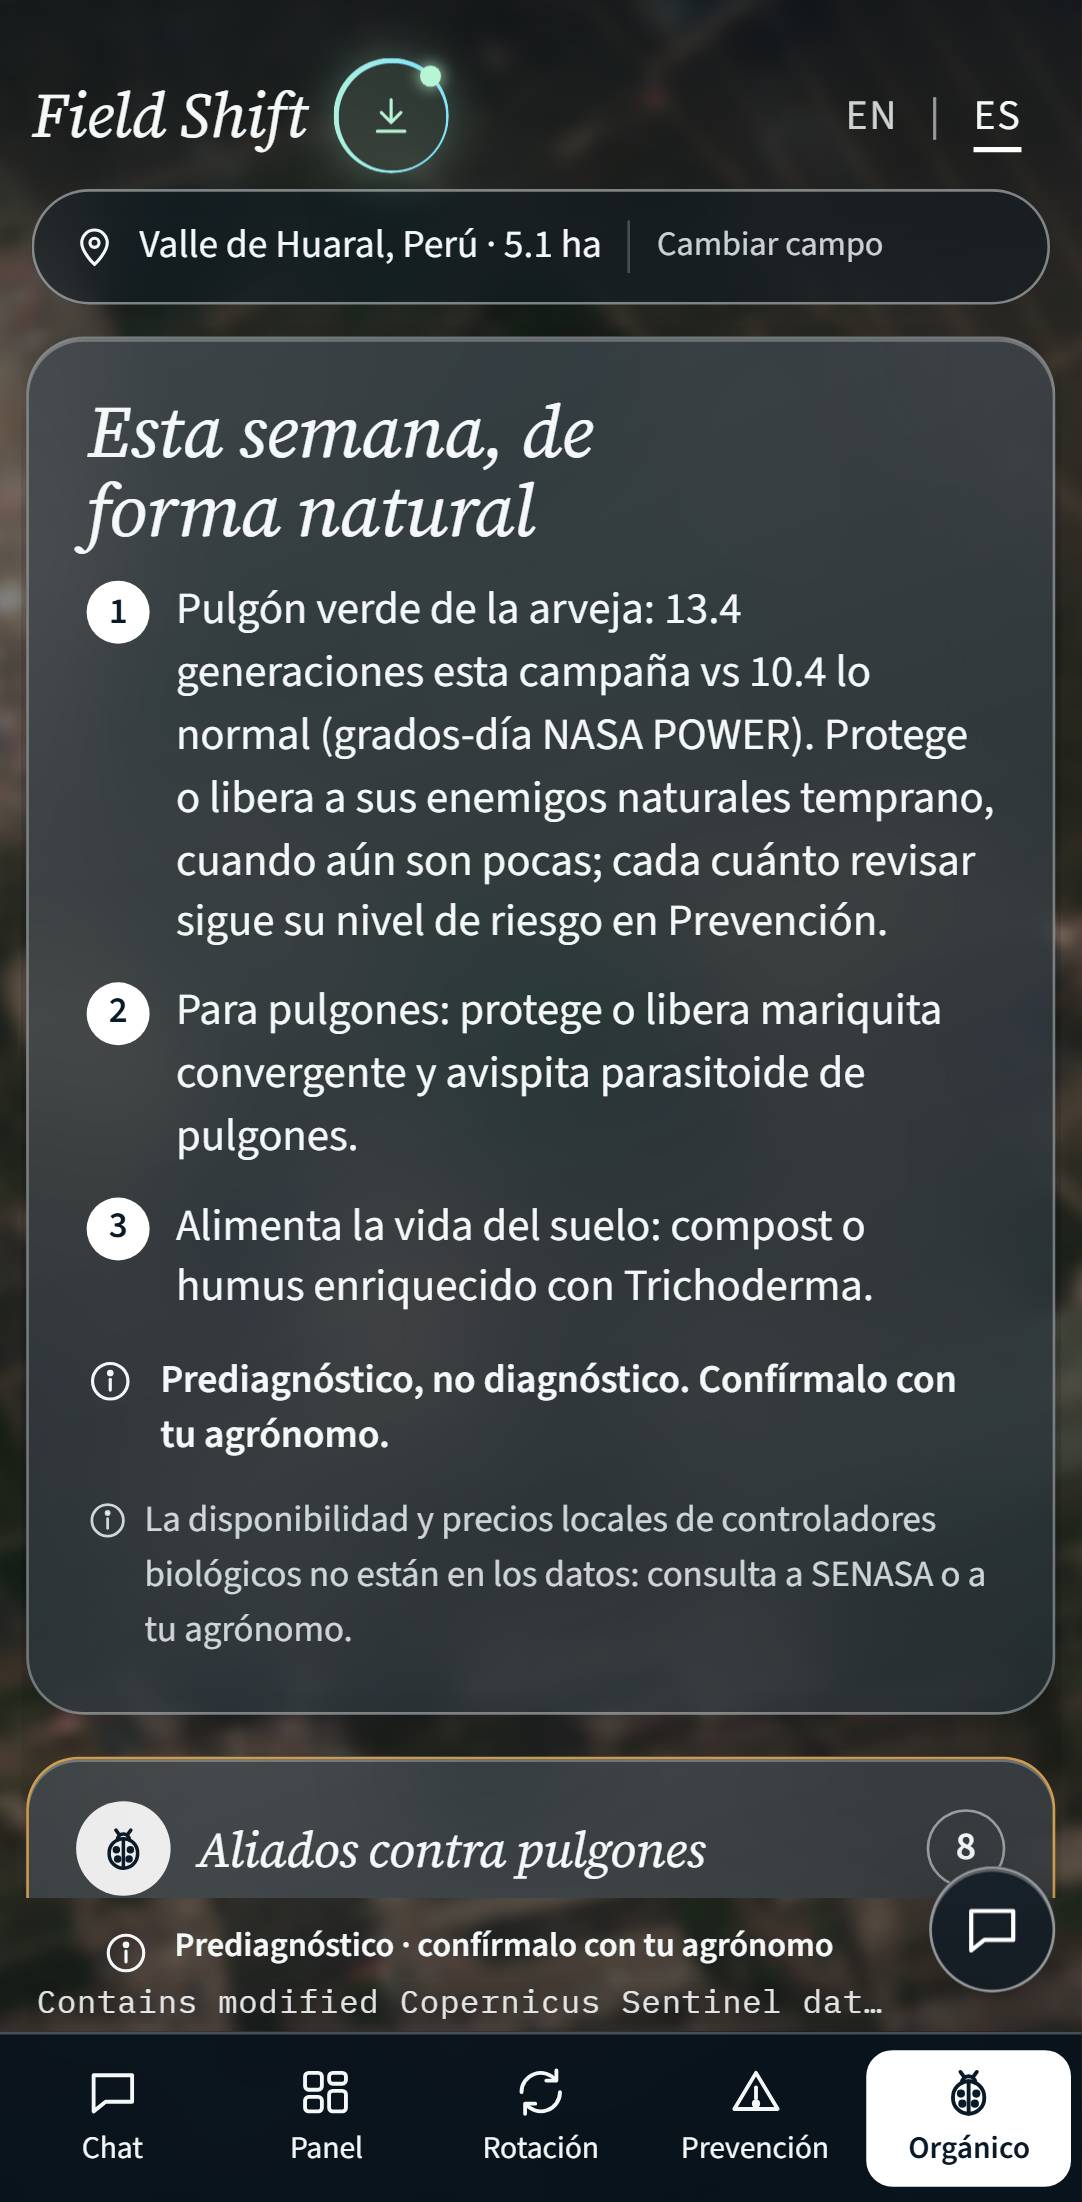 Field Shift
EN | ES
Valle de Huaral, Perú · 5.1 ha | Cambiar campo
Esta semana, de
forma natural
1 Pulgón verde de la arveja: 13.4
generaciones esta campaña vs 10.4 lo
normal (grados-día NASA POWER). Protege
o libera a sus enemigos naturales temprano,
cuando aún son pocas; cada cuánto revisar
sigue su nivel de riesgo en Prevención.
2 Para pulgones: protege o libera mariquita
convergente y avispita parasitoide de
pulgones.
3 Alimenta la vida del suelo: compost o
humus enriquecido con Trichoderma.
Prediagnóstico, no diagnóstico. Confírmalo con
tu agrónomo.
La disponibilidad y precios locales de controladores
biológicos no están en los datos: consulta a SENASA o a
tu agrónomo.
Aliados contra pulgones 8
Prediagnóstico · confírmalo con tu agrónomo
Contains modified Copernicus Sentinel dat…
Chat Panel Rotación Prevención Orgánico